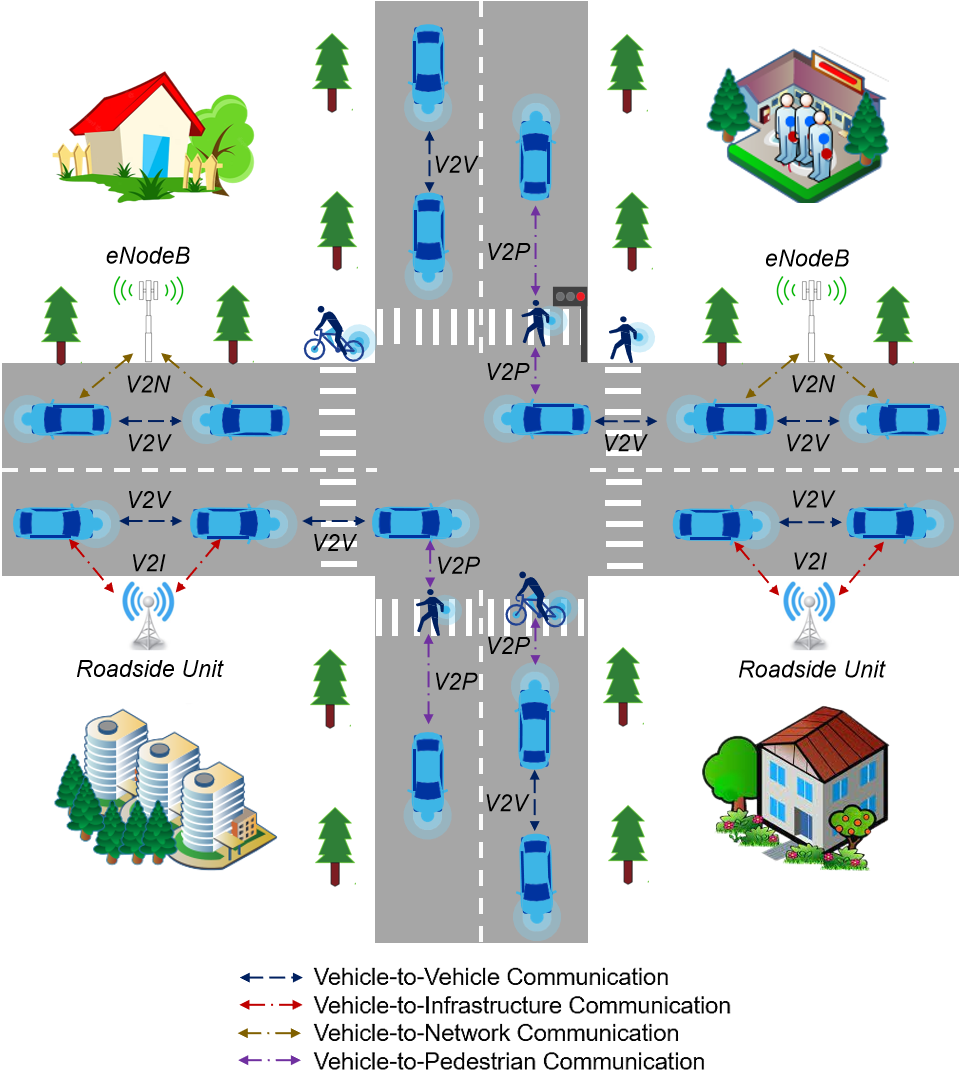 V2V
V2P
eNodeB
eNodeB
V2P
V2N
V2N
V2V
V2V
V2V
V2V
V2V
V2V
V2I
V2P
V2I
V2P
Roadside Unit
V2P
Roadside Unit
V2V
Vehicle-to-Vehicle Communication
Vehicle-to-Infrastructure Communication
Vehicle-to-Network Communication
Vehicle-to-Pedestrian Communication